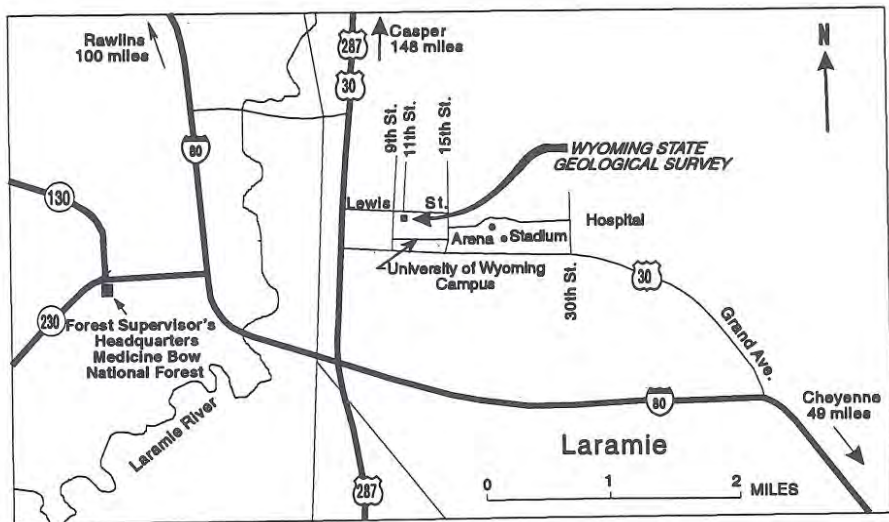 Rawlins
100 miles
287
Casper
148 miles
30
N
9th St.
11th St.
15th St.
80
WYOMING STATE
GEOLOGICAL SURVEY
130
Lewis St.
Hospital
Arena
Stadium
University of Wyoming
Campus
30th St.
30
230
Forest Supervisor's
Headquarters
Medicine Bow
National Forest
Grand Ave.
Laramie River
80
Cheyenne
49 miles
Laramie
287
0 1 2
MILES